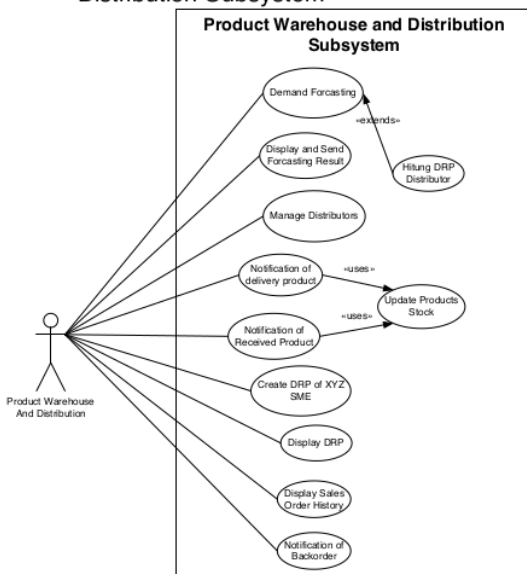 Distribution Subsystem
Product Warehouse and Distribution
Subsystem
Demand Forcasting
«extends»
Display and Send
Forcasting Result
Hitung DRP
Distributor
Manage Distributors
Notification of
delivery product
«uses»
Update Products
Stock
«uses»
Notification of
Received Product
Product Warehouse
And Distribution
Create DRP of XYZ
SME
Display DRP
Display Sales
Order History
Notification of
Backorder